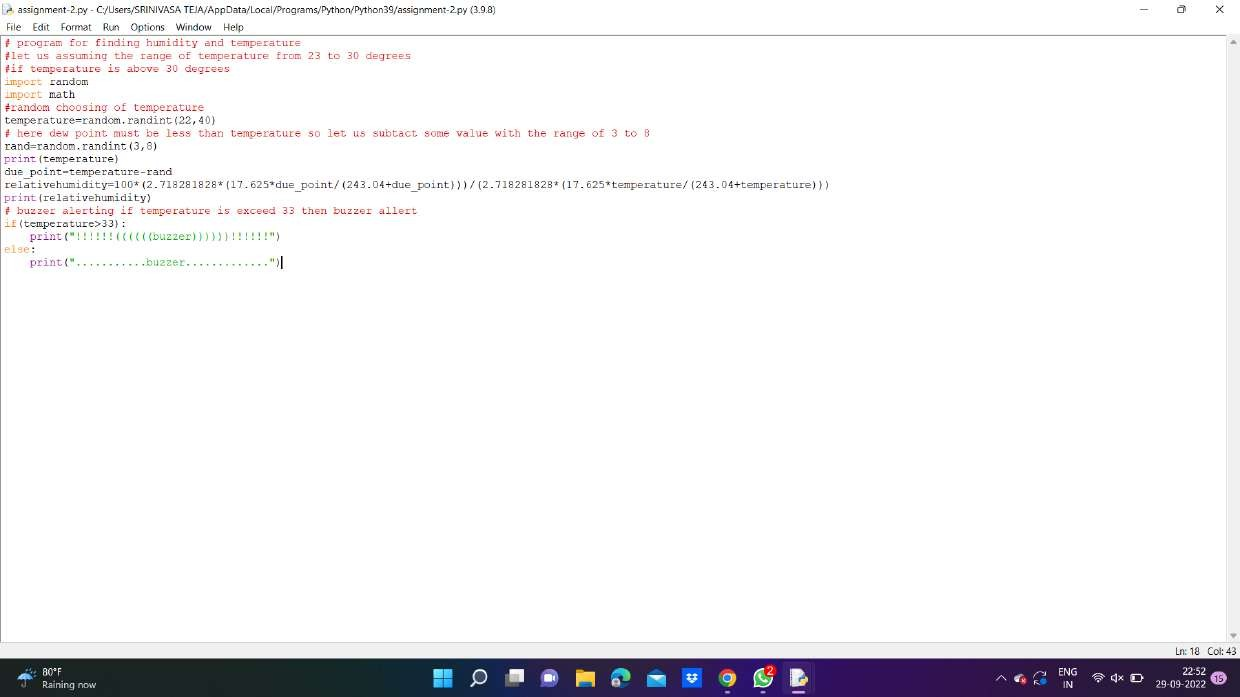 assignment-2.py - C:/Users/SRINIVASA TEJA/AppData/Local/Programs/Python/Python39/assignment-2.py (3.9.8)
File Edit Format Run Options Window Help
# program for finding humidity and temperature
#let us assuming the range of temperature from 23 to 30 degrees
#if temperature is above 30 degrees
import random
import math
#random choosing of temperature
temperature=random.randint(22,40)
# here dew point must be less than temperature so let us subtact some value with the range of 3 to 8
rand=random.randint(3,8)
print(temperature)
due_point=temperature-rand
relativehumidity=100*(2.718281828*(17.625*due_point/(243.04+due_point)))/(2.718281828*(17.625*temperature/(243.04+temperature)))
print(relativehumidity)
# buzzer alerting if temperature is exceed 33 then buzzer allert
if(temperature>33):
    print("!!!!!!((((((buzzer))))))!!!!!!")
else:
    print("...........buzzer.............")
Ln: 18 Col: 43
80°F
Raining now
2
ENG
IN
22:52
29-09-2022
15